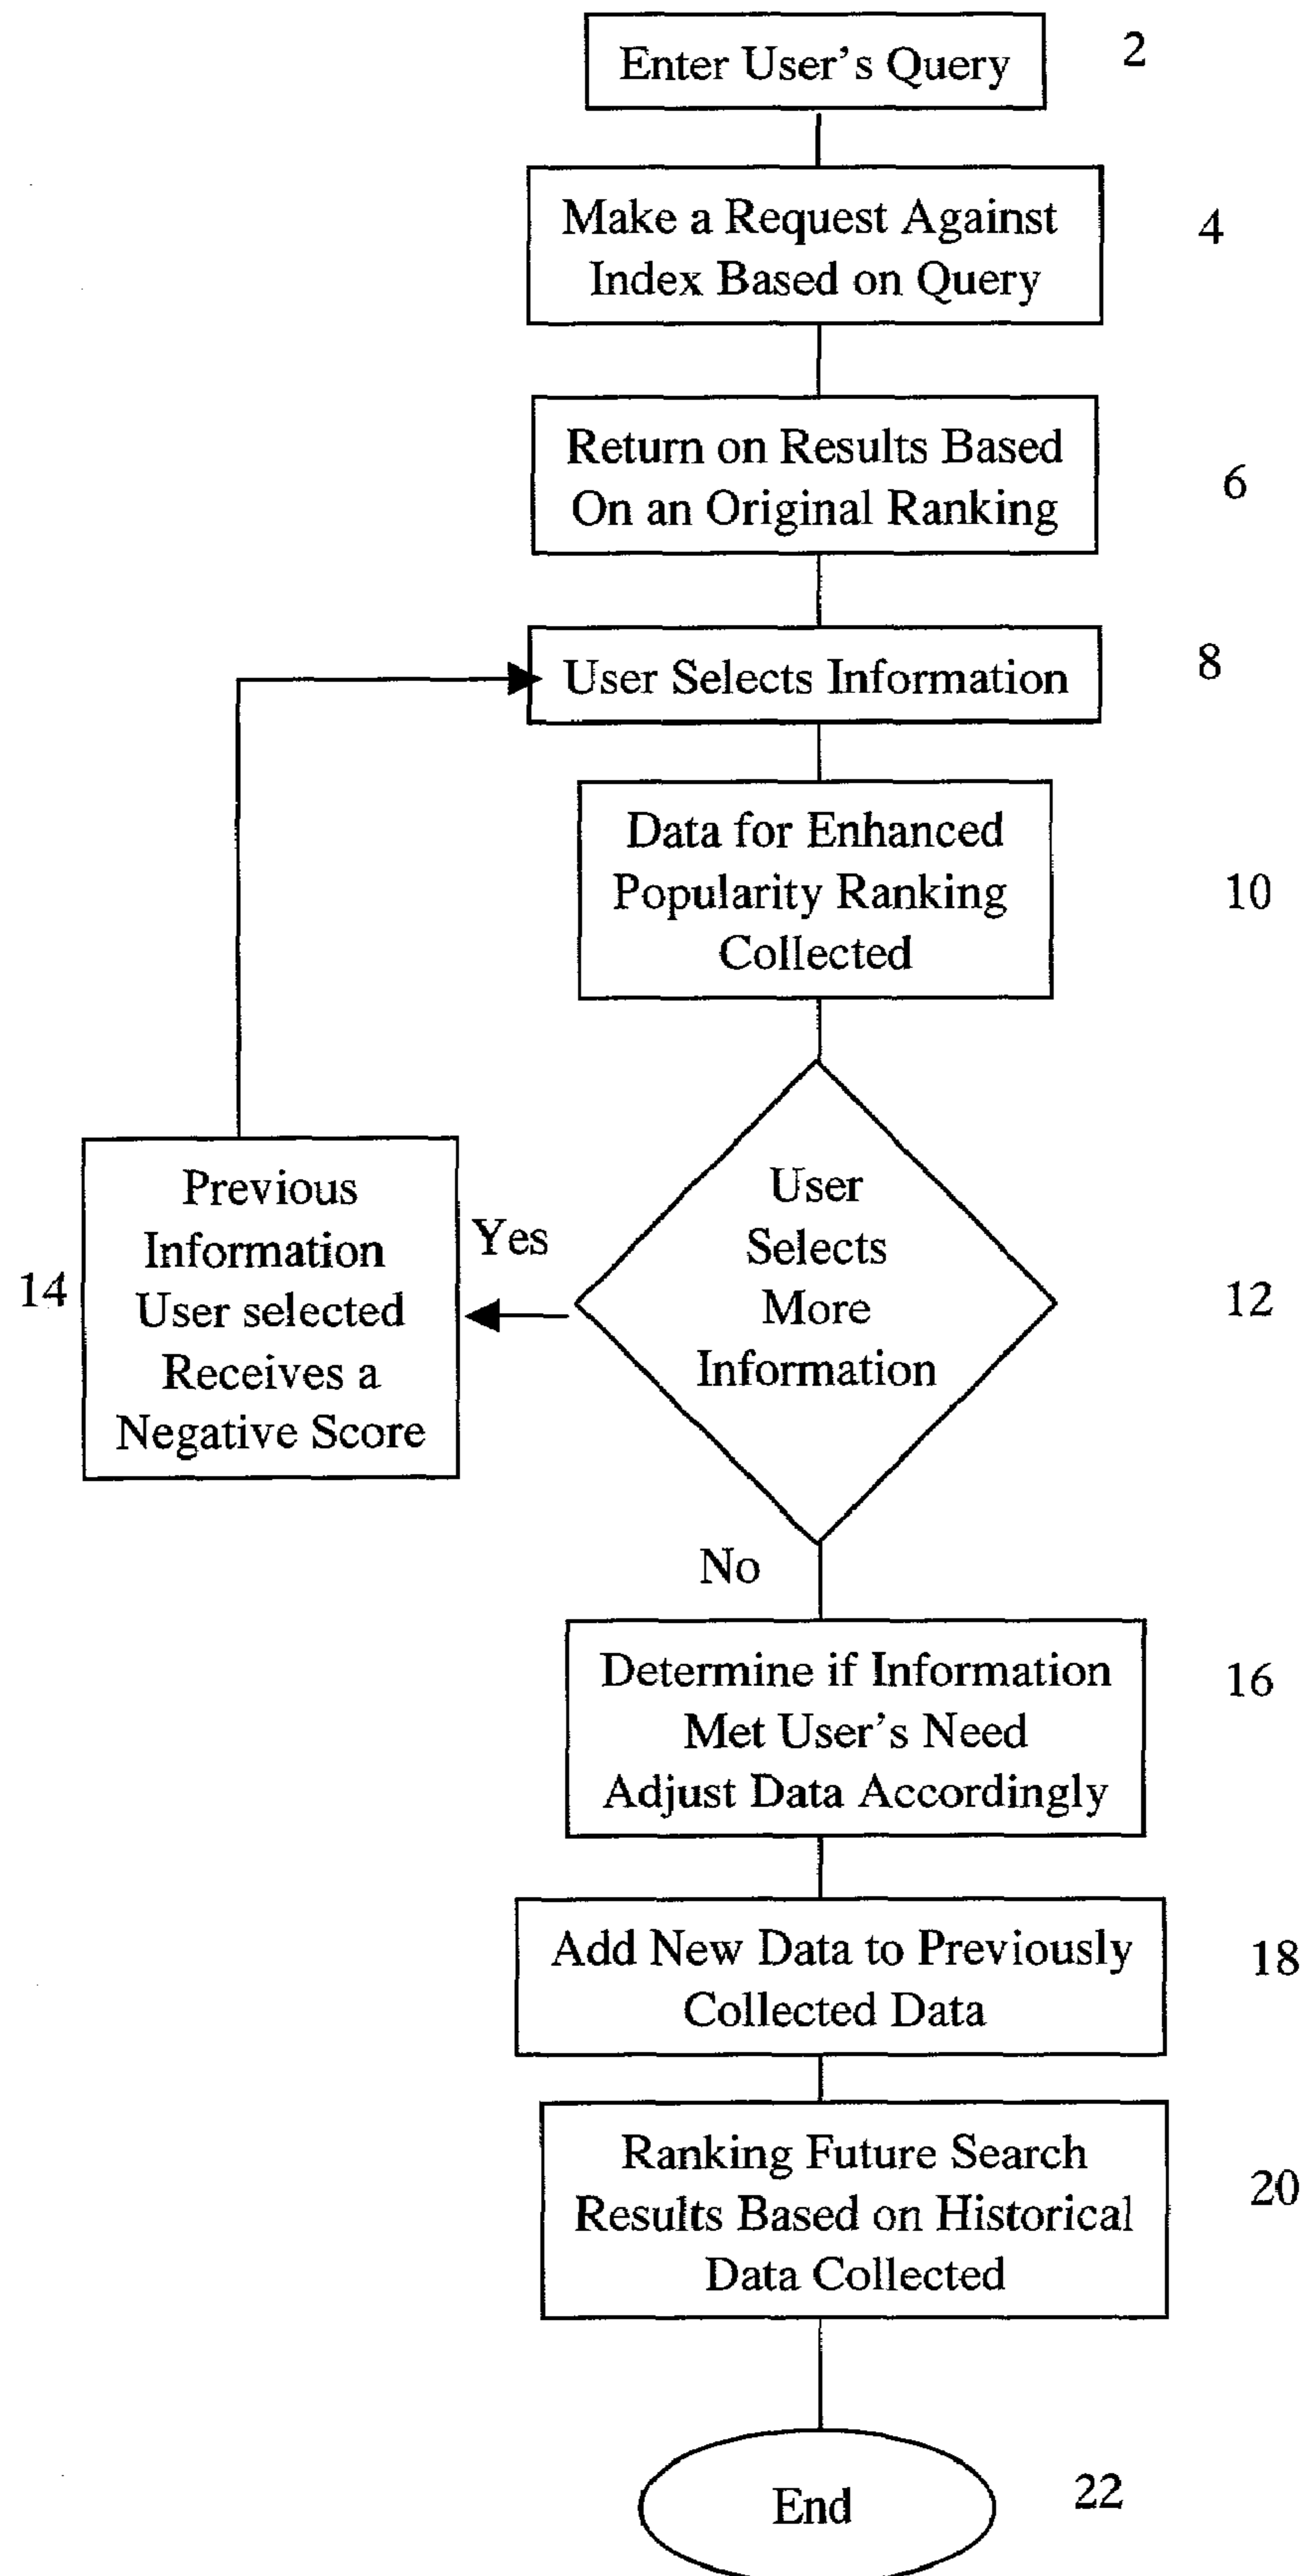 Enter User's Query
2
Make a Request Against
Index Based on Query
4
Return on Results Based
On an Original Ranking
6
User Selects Information
8
Data for Enhanced
Popularity Ranking
Collected
10
User
Selects
More
Information
12
Yes
Previous
Information
User selected
Receives a
Negative Score
14
No
Determine if Information
Met User's Need
Adjust Data Accordingly
16
Add New Data to Previously
Collected Data
18
Ranking Future Search
Results Based on Historical
Data Collected
20
End
22